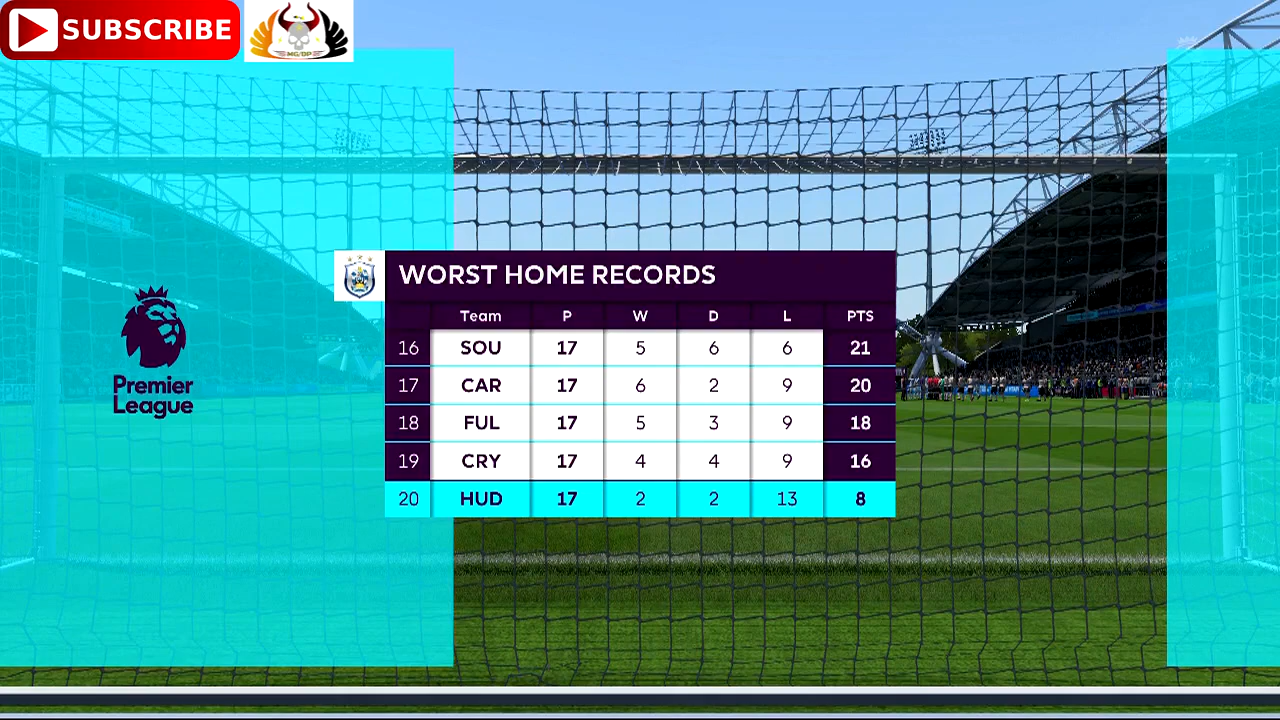 SUBSCRIBE
MG/DP
WORST HOME RECORDS
Team P W D L PTS
16 SOU 17 5 6 6 21
17 CAR 17 6 2 9 20
18 FUL 17 5 3 9 18
19 CRY 17 4 4 9 16
20 HUD 17 2 2 13 8
Premier
League